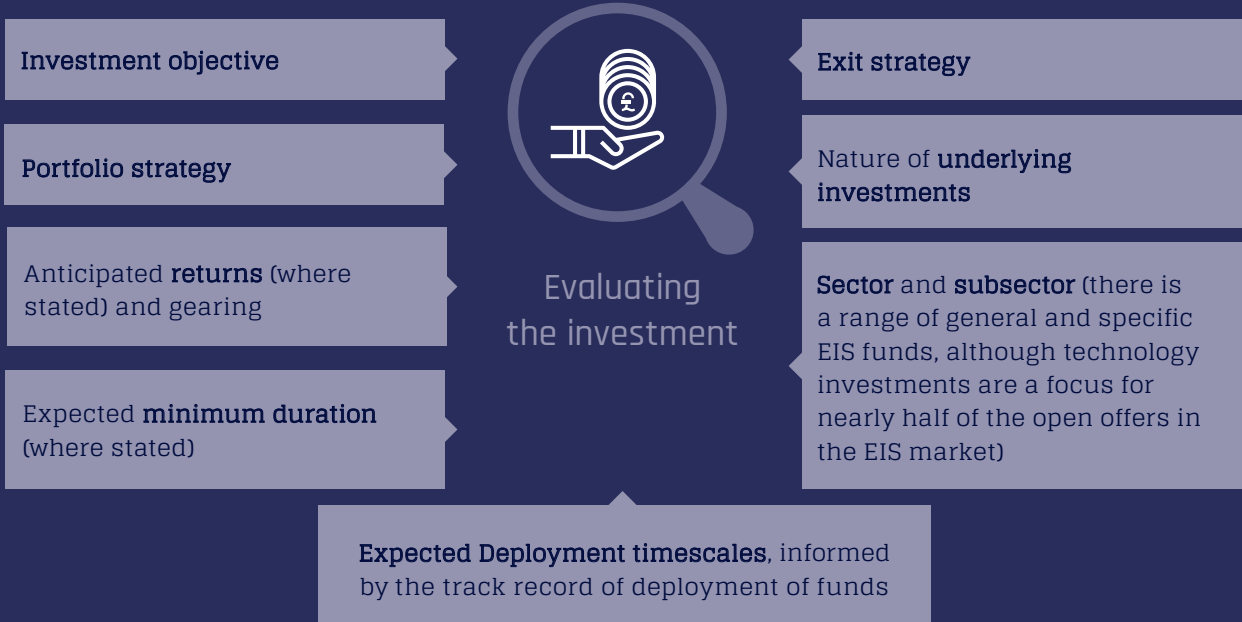 Investment objective
Portfolio strategy
Anticipated returns (where
stated) and gearing
Expected minimum duration
(where stated)
£
Evaluating
the investment
Exit strategy
Nature of underlying
investments
Sector and subsector (there is
a range of general and specific
EIS funds, although technology
investments are a focus for
nearly half of the open offers in
the EIS market)
Expected Deployment timescales, informed
by the track record of deployment of funds